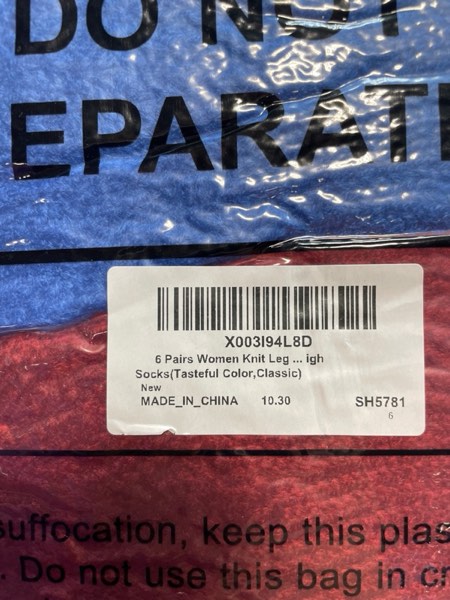 DO NOT
EPARAT
X003I94L8D
6 Pairs Women Knit Leg ... igh
Socks(Tasteful Color,Classic)
New
MADE_IN_CHINA 10.30 SH5781
6
suffocation, keep this plas
. Do not use this bag in cr